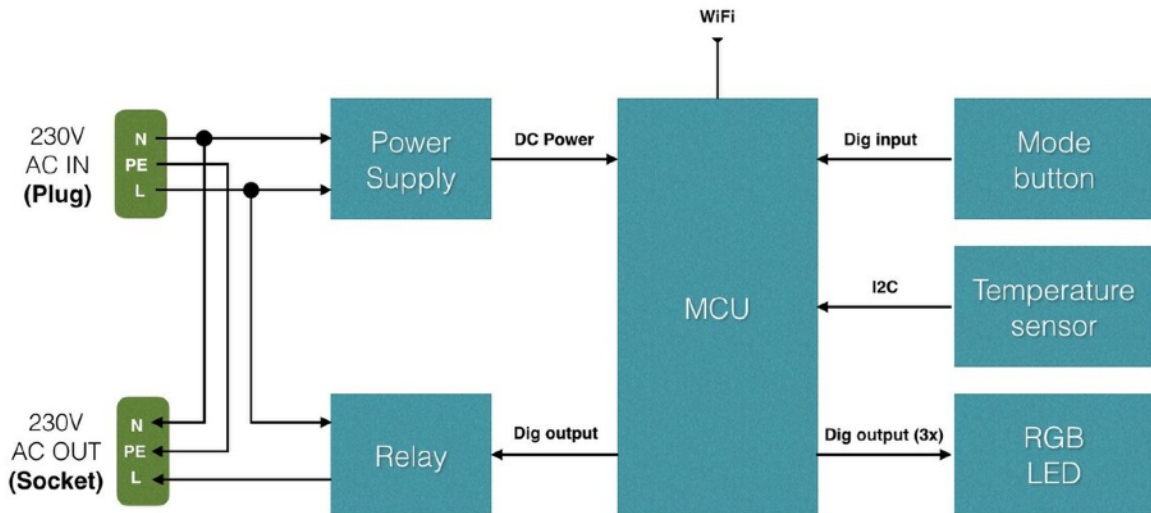 WiFi
230V
AC IN
(Plug)
N
PE
L
Power
Supply
DC Power
MCU
Dig input
Mode
button
I2C
Temperature
sensor
230V
AC OUT
(Socket)
N
PE
L
Relay
Dig output
Dig output (3x)
RGB
LED